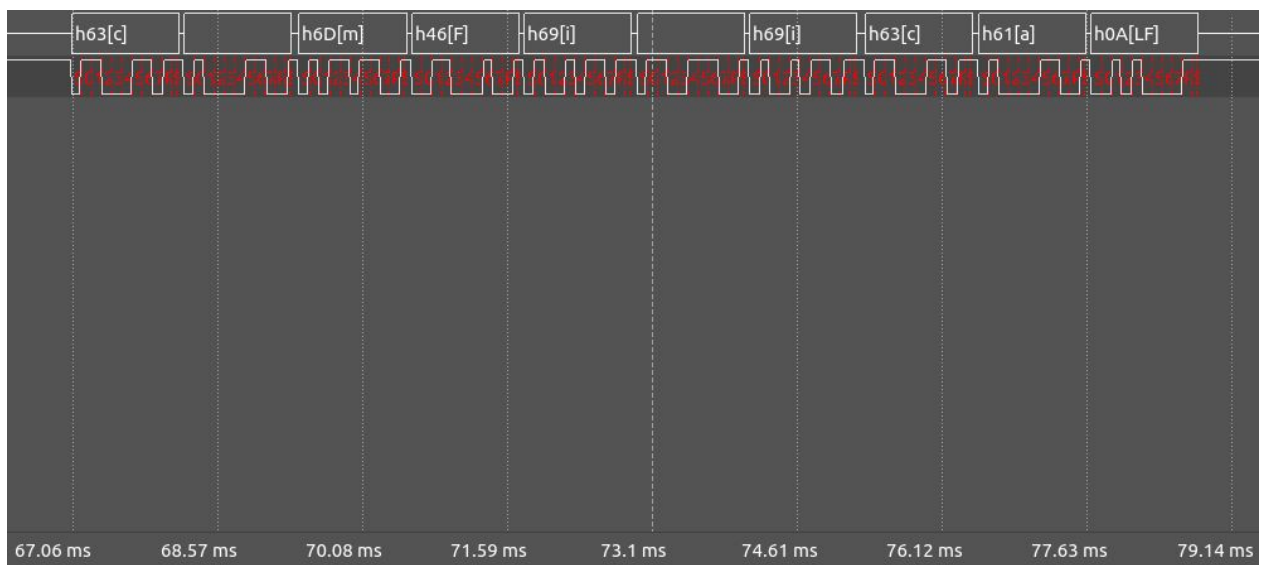 h63[c] h6D[m] h46[F] h69[i] h69[i] h63[c] h61[a] h0A[LF]
67.06 ms 68.57 ms 70.08 ms 71.59 ms 73.1 ms 74.61 ms 76.12 ms 77.63 ms 79.14 ms